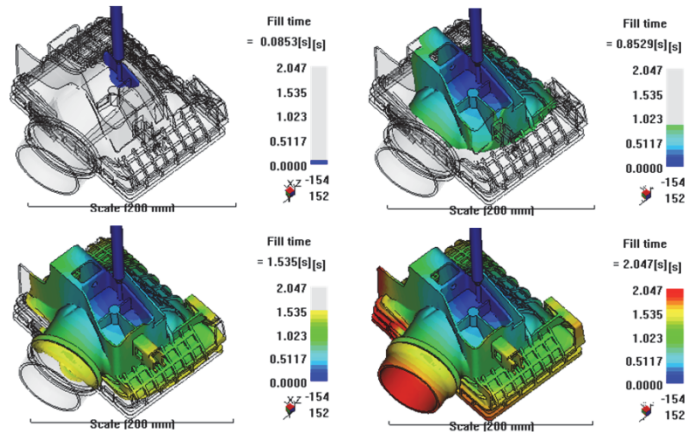 Fill time
= 0.0853[s][s]
2.047
1.535
1.023
0.5117
0.0000
-154
152
Scale (200 mm)
Fill time
= 0.8529[s][s]
2.047
1.535
1.023
0.5117
0.0000
-154
152
Scale (200 mm)
Fill time
= 1.535[s][s]
2.047
1.535
1.023
0.5117
0.0000
-154
152
Scale (200 mm)
Fill time
= 2.047[s][s]
2.047
1.535
1.023
0.5117
0.0000
-154
152
Scale (200 mm)